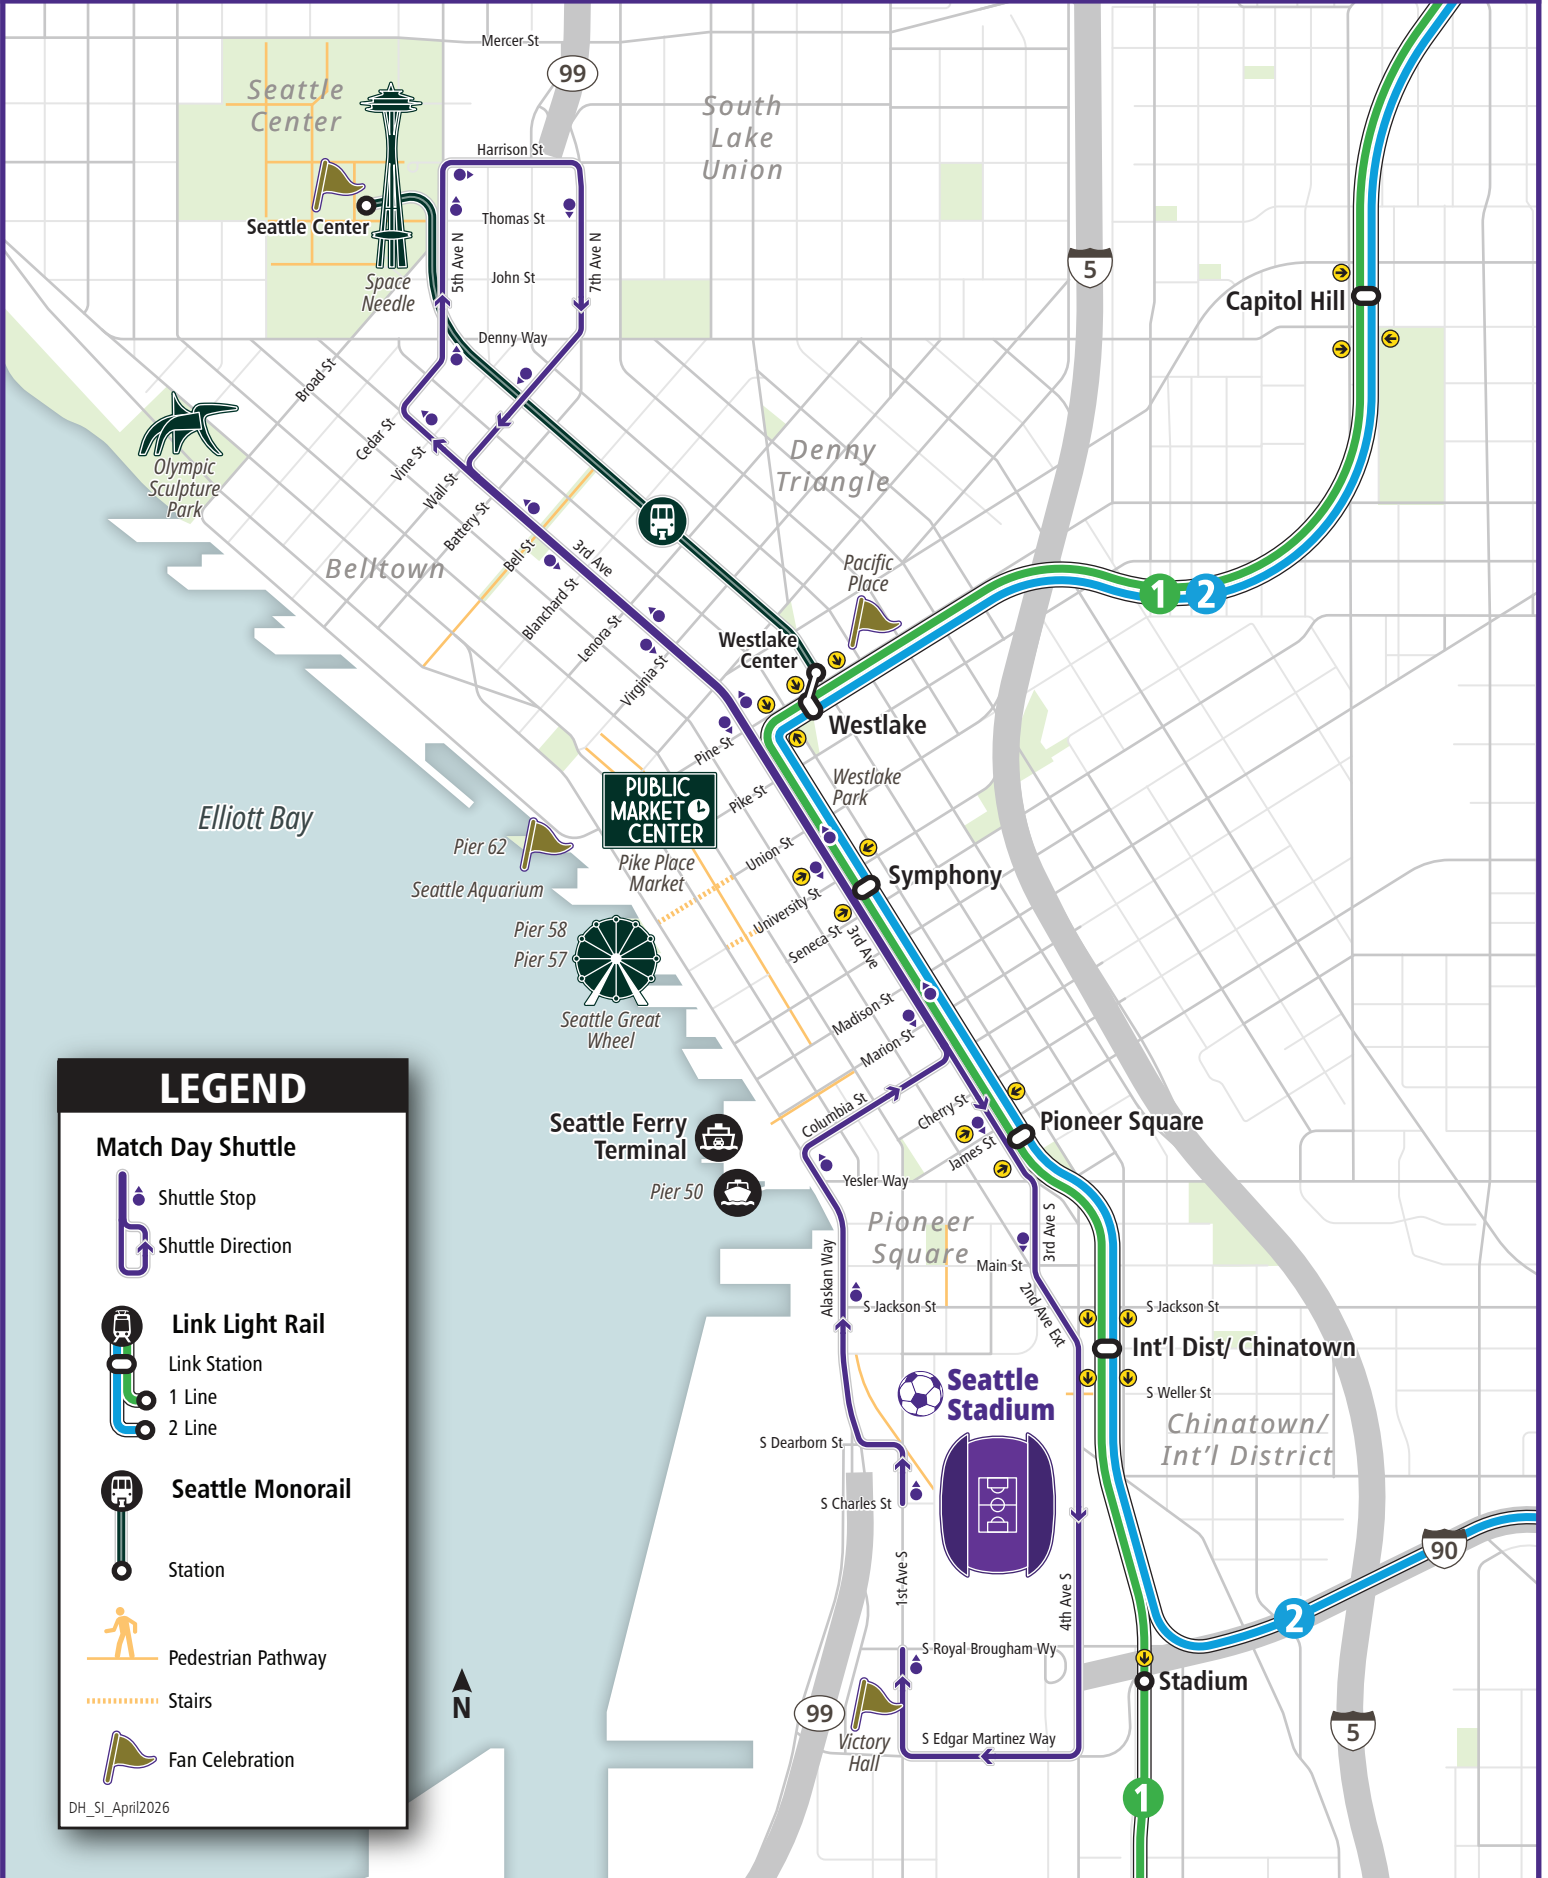 Mercer St
99
Seattle
Center
South
Lake
Union
Harrison St
Thomas St
Seattle Center
5th Ave N
7th Ave N
John St
Space
Needle
5
Capitol Hill
Denny Way
Broad St
Cedar St
Vine St
Wall St
Battery St
Bell St
3rd Ave
Blanchard St
Lenora St
Virginia St
Olympic
Sculpture
Park
Belltown
Denny
Triangle
Pacific
Place
1
2
Westlake
Center
Westlake
Pine St
Pike St
Westlake
Park
PUBLIC
MARKET
CENTER
Pike Place
Market
Elliott Bay
Pier 62
Seattle Aquarium
Union St
University St
Seneca St
3rd Ave
Symphony
Pier 58
Pier 57
Seattle Great
Wheel
Madison St
Marion St
Columbia St
Cherry St
James St
Pioneer Square
Seattle Ferry
Terminal
Pier 50
Yesler Way
Pioneer
Square
Alaskan Way
3rd Ave S
Main St
2nd Ave Ext
S Jackson St
S Jackson St
Int'l Dist/ Chinatown
S Weller St
Chinatown/
Int'l District
Seattle
Stadium
S Dearborn St
S Charles St
1st Ave S
4th Ave S
90
2
S Royal Brougham Wy
Stadium
99
Victory
Hall
S Edgar Martinez Way
5
1
LEGEND
Match Day Shuttle
Shuttle Stop
Shuttle Direction
Link Light Rail
Link Station
1 Line
2 Line
Seattle Monorail
Station
Pedestrian Pathway
Stairs
Fan Celebration
DH_SI_April2026
N